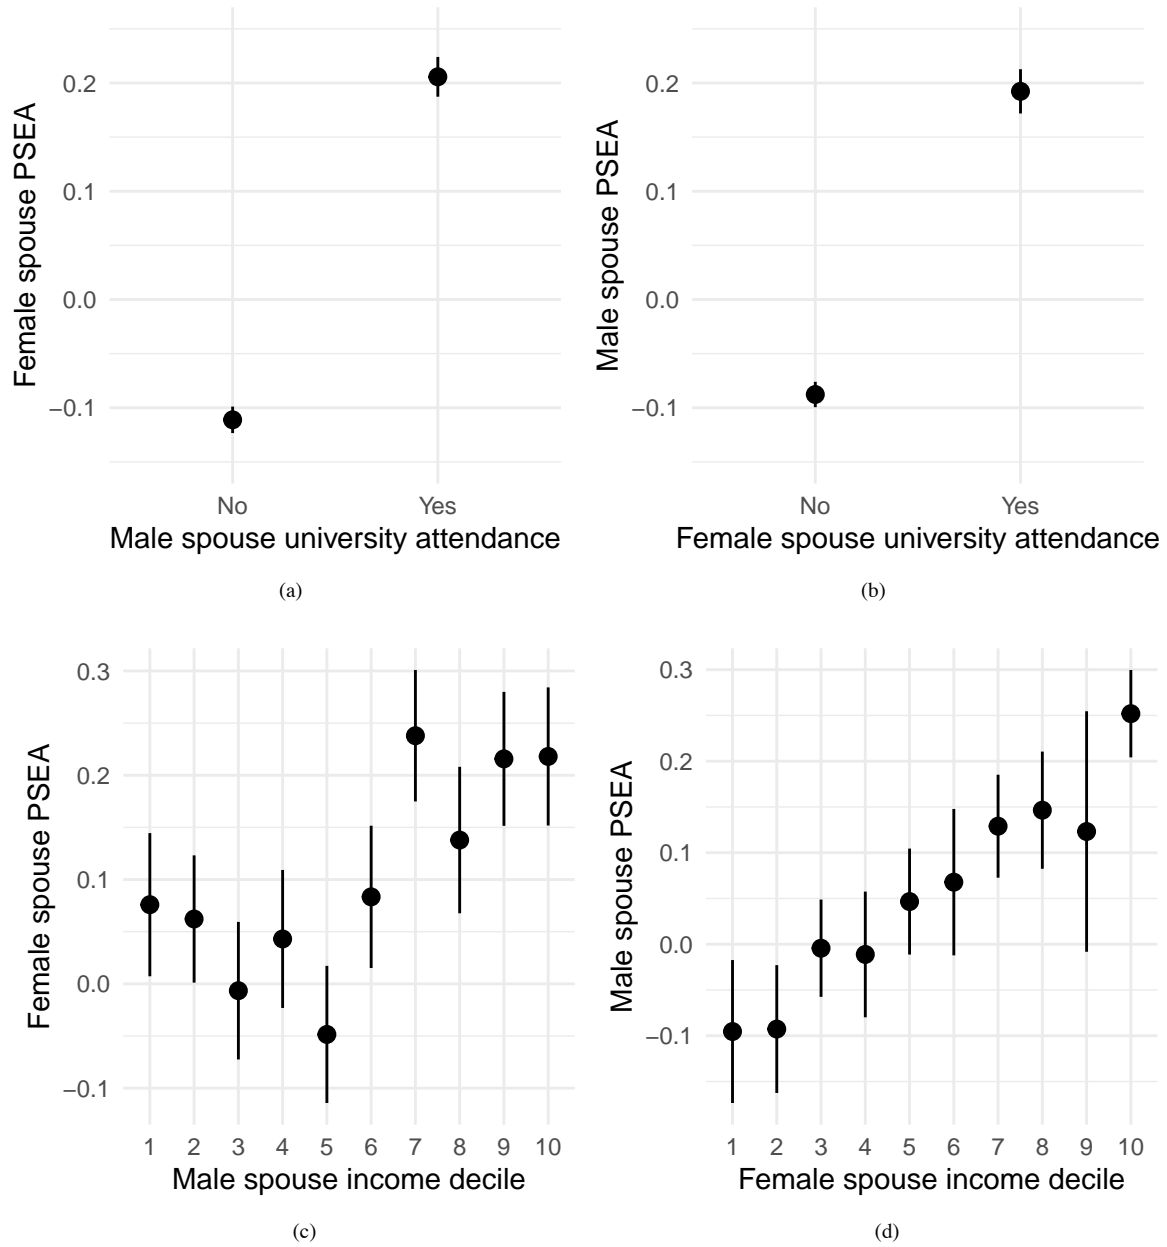 Female spouse PSEA
0.2
0.1
0.0
−0.1
No
Yes
Male spouse university attendance
(a)
Male spouse PSEA
0.2
0.1
0.0
−0.1
No
Yes
Female spouse university attendance
(b)
Female spouse PSEA
0.3
0.2
0.1
0.0
−0.1
1 2 3 4 5 6 7 8 9 10
Male spouse income decile
(c)
Male spouse PSEA
0.3
0.2
0.1
0.0
−0.1
1 2 3 4 5 6 7 8 9 10
Female spouse income decile
(d)